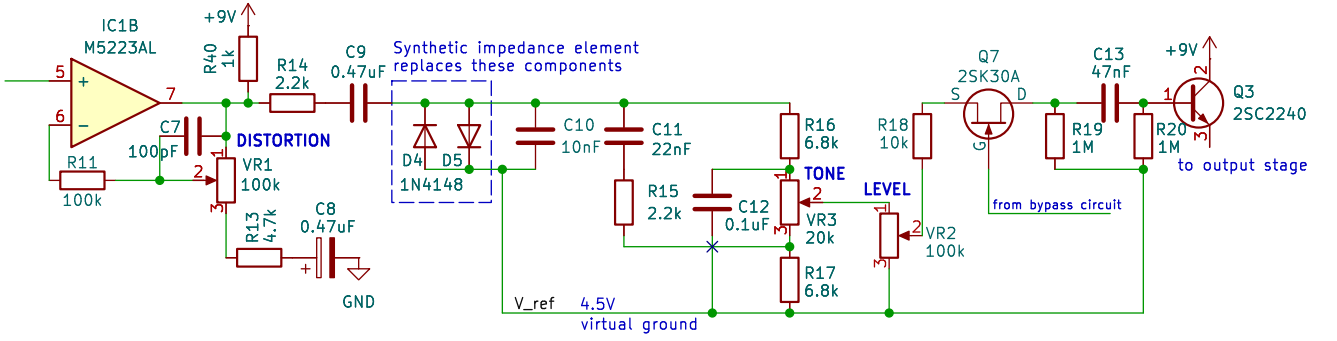 IC1B
M5223AL
5
+
7
6
−
C7
100pF
R11
100k
+9V
R40
1k
DISTORTION
1
2
3
VR1
100k
R13
4.7k
C8
0.47uF
+
GND
R14
2.2k
C9
0.47uF
Synthetic impedance element
replaces these components
D4
D5
1N4148
C10
10nF
C11
22nF
R15
2.2k
C12
0.1uF
R16
6.8k
TONE
1
2
3
VR3
20k
R17
6.8k
V_ref
4.5V
virtual ground
LEVEL
1
2
3
VR2
100k
R18
10k
Q7
2SK30A
S
D
G
from bypass circuit
R19
1M
C13
47nF
R20
1M
+9V
1
2
3
Q3
2SC2240
to output stage